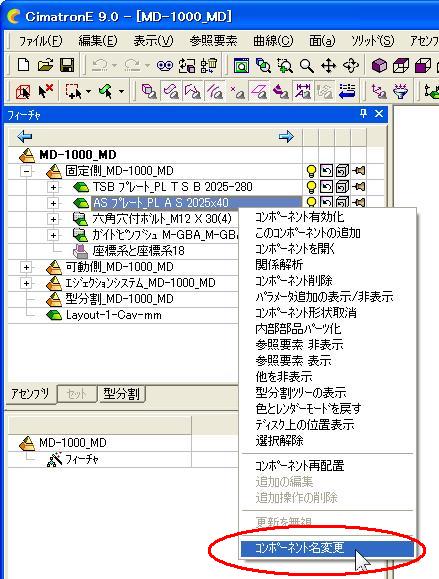 CimatronE 9.0 - [MD-1000_MD]
ファイル(F) 編集(E) 表示(V) 参照要素 曲線(C) 面(a) ソリッド(S) アセ
フィーチャ
MD-1000_MD
固定側_MD-1000_MD
TSB プレート_PL T S B 2025-280
AS プレート_PL A S 2025x40
六角穴付ボルト_M12 X 30(4)
ガイドピンブシュ M-GBA_M-GBA
座標系と座標系18
可動側_MD-1000_MD
エジェクションシステム_MD-1000_MD
型分割_MD-1000_MD
Layout-1-Cav-mm
コンポーネント有効化
このコンポーネントの追加
コンポーネントを開く
関係解析
コンポーネント削除
パラメータ追加の表示/非表示
コンポーネント形状取消
内部部品パーツ化
参照要素 非表示
参照要素 表示
他を非表示
型分割ツリーの表示
色とレンダーモードを戻す
ディスク上の位置表示
選択解除
コンポーネント再配置
追加の編集
追加操作の削除
更新を無視
コンポーネント名変更
アセンブリ セット 型分割
MD-1000_MD
フィーチャ